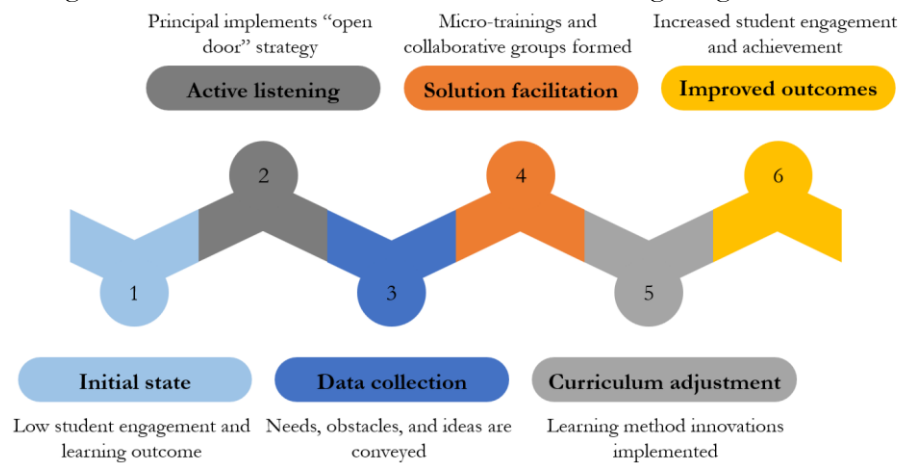 Principal implements “open
door” strategy
Active listening
Micro-trainings and
collaborative groups formed
Solution facilitation
Increased student engagement
and achievement
Improved outcomes
2
4
6
1
3
5
Initial state
Low student engagement and
learning outcome
Data collection
Needs, obstacles, and ideas are
conveyed
Curriculum adjustment
Learning method innovations
implemented